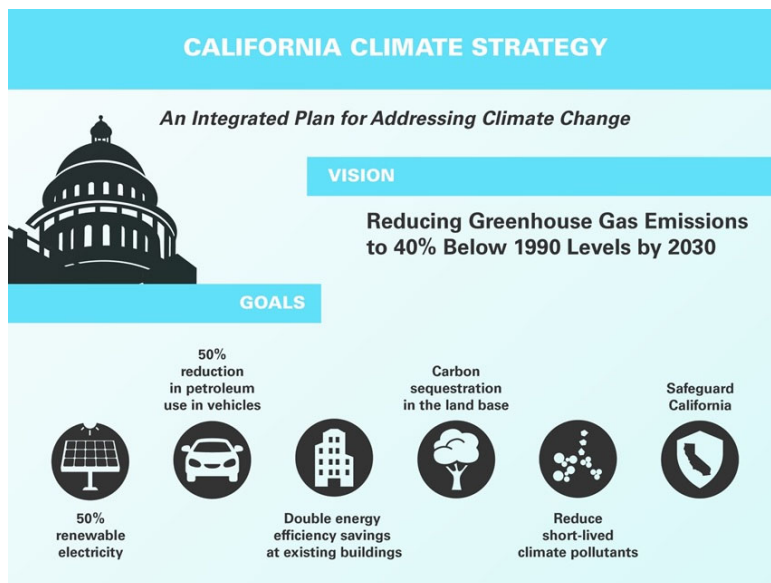 CALIFORNIA CLIMATE STRATEGY
An Integrated Plan for Addressing Climate Change
VISION
Reducing Greenhouse Gas Emissions
to 40% Below 1990 Levels by 2030
GOALS
50%
renewable
electricity
50%
reduction
in petroleum
use in vehicles
Double energy
efficiency savings
at existing buildings
Carbon
sequestration
in the land base
Reduce
short-lived
climate pollutants
Safeguard
California